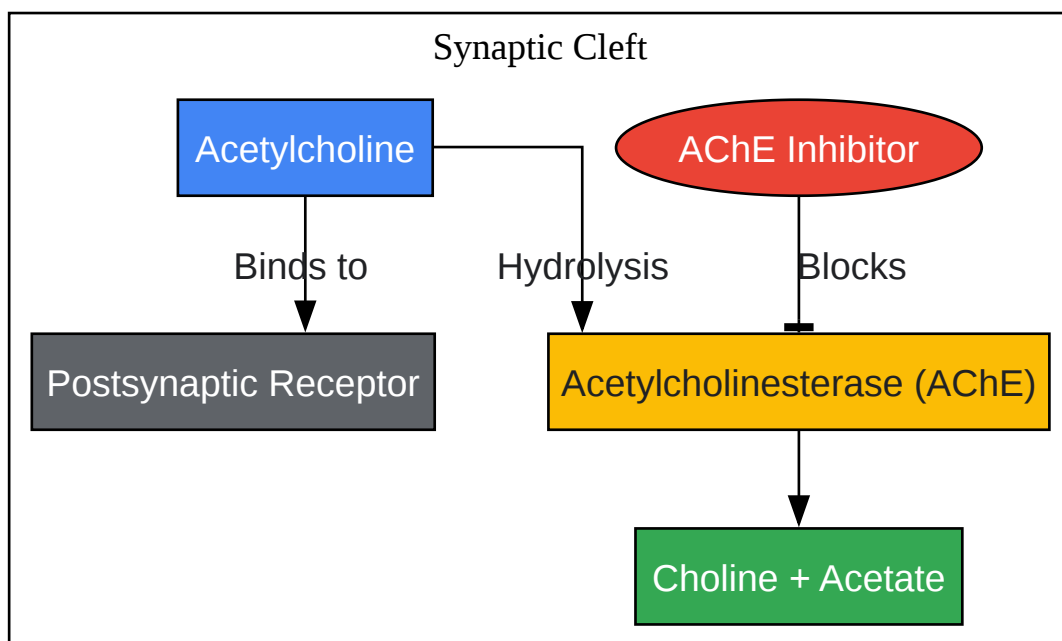 Synaptic Cleft
Acetylcholine
AChE Inhibitor
Binds to
Hydrolysis
Blocks
Postsynaptic Receptor
Acetylcholinesterase (AChE)
Choline + Acetate